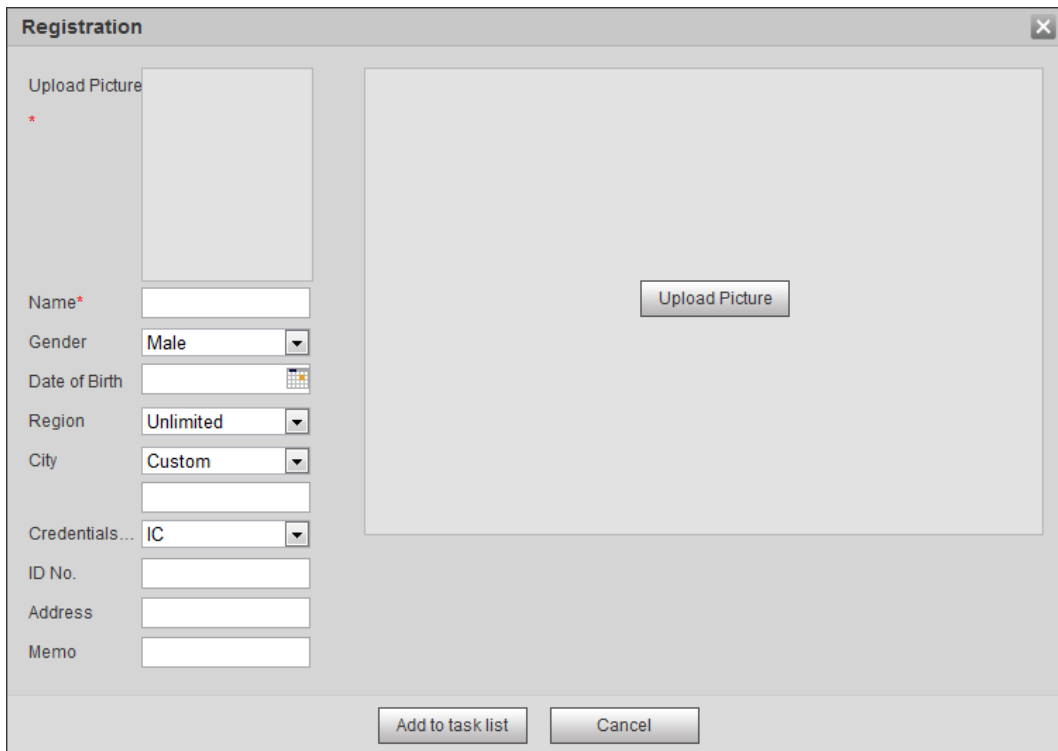 Registration
Upload Picture
*
Upload Picture
Name*
Gender Male
Date of Birth
Region Unlimited
City Custom
Credentials... IC
ID No.
Address
Memo
Add to task list Cancel